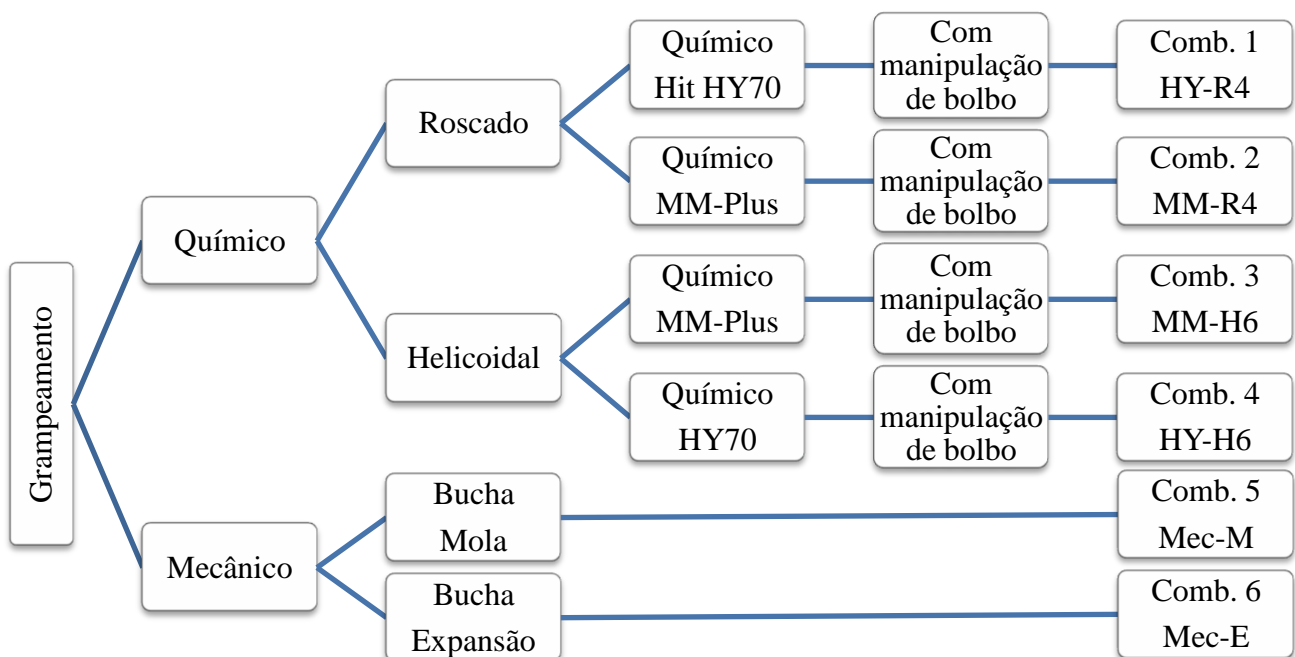 Grampeamento
Químico
Mecânico
Roscado
Helicoidal
Bucha
Mola
Bucha
Expansão
Químico
Hit HY70
Com
manipulação
de bolbo
Comb. 1
HY-R4
Químico
MM-Plus
Com
manipulação
de bolbo
Comb. 2
MM-R4
Químico
MM-Plus
Com
manipulação
de bolbo
Comb. 3
MM-H6
Químico
HY70
Com
manipulação
de bolbo
Comb. 4
HY-H6
Comb. 5
Mec-M
Comb. 6
Mec-E